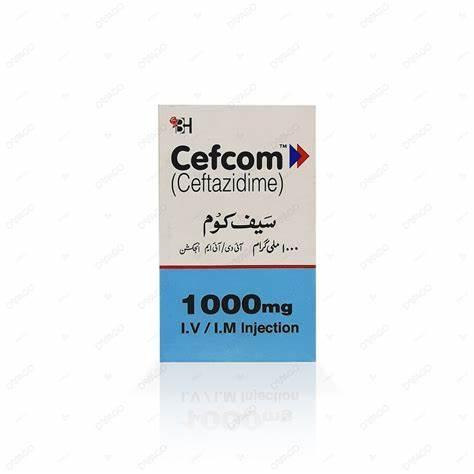 BH
Cefcom™
(Ceftazidime)
سیف کوم
۱۰۰۰ ملی گرام آئی وی/آئی ایم انجکشن
1000mg
I.V / I.M Injection